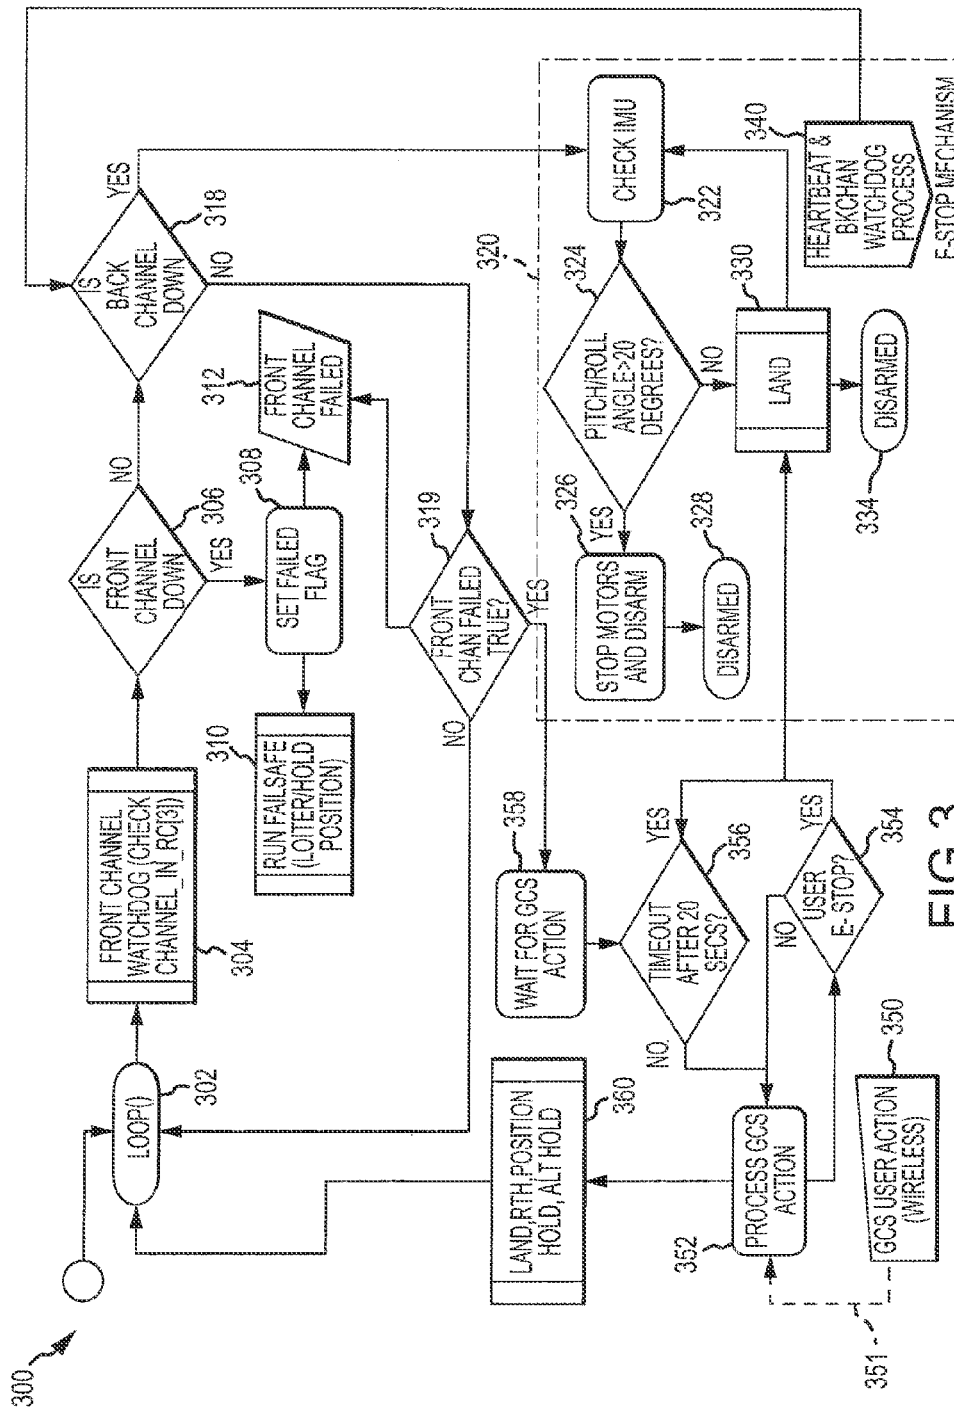 300
LOOP()
302
FRONT CHANNEL
WATCHDOG (CHECK
CHANNEL_IN_RC[3])
304
IS
FRONT
CHANNEL
DOWN
306
NO
YES
SET FAILED
FLAG
308
RUN FAILSAFE
(LOITER/HOLD
POSITION)
310
FRONT
CHANNEL
FAILED
312
IS
BACK
CHANNEL
DOWN
318
YES
NO
FRONT
CHAN FAILED
TRUE?
319
NO
YES
320
CHECK IMU
322
PITCH/ROLL
ANGLE>20
DEGREES?
324
YES
NO
STOP MOTORS
AND DISARM
326
DISARMED
328
LAND
330
DISARMED
334
HEARTBEAT &
BKCHAN
WATCHDOG
PROCESS
340
E-STOP MECHANISM
WAIT FOR GCS
ACTION
358
TIMEOUT
AFTER 20
SECS?
356
YES
NO
USER
E- STOP?
354
YES
NO
LAND,RTH,POSITION
HOLD, ALT HOLD
360
PROCESS GCS
ACTION
352
GCS USER ACTION
(WIRELESS)
350
351
FIG.3